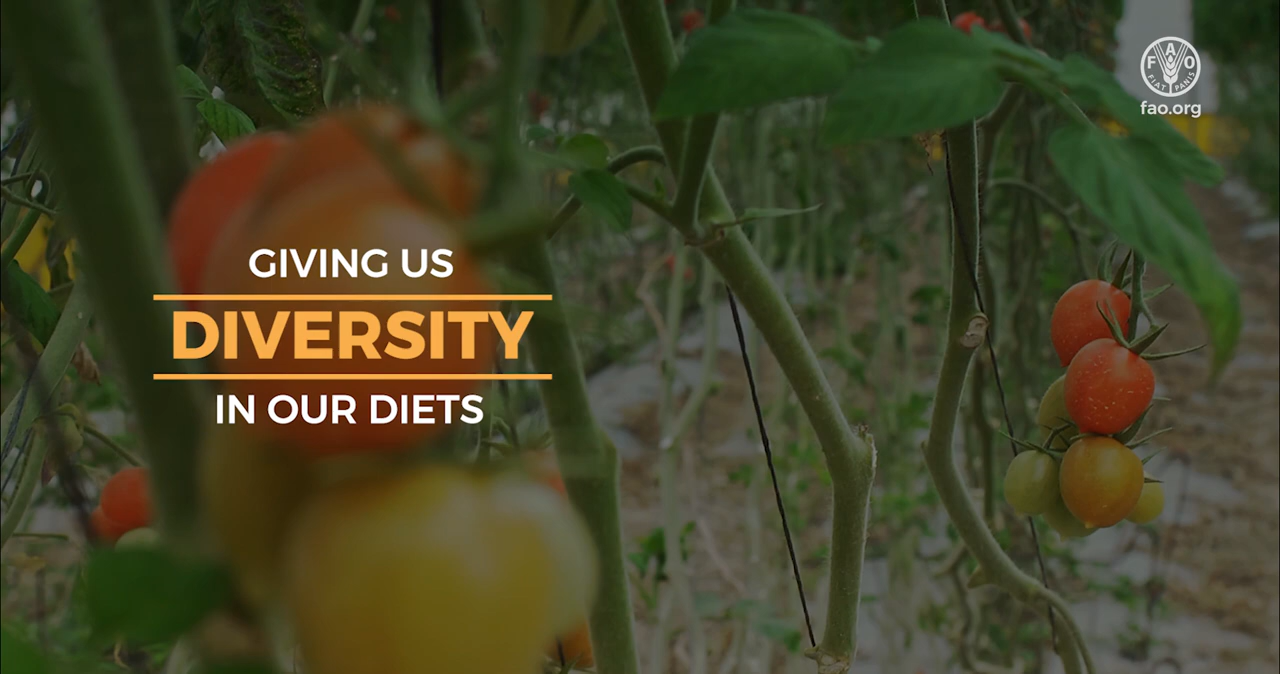 GIVING US
DIVERSITY
IN OUR DIETS
F A O
FIAT PANIS
fao.org